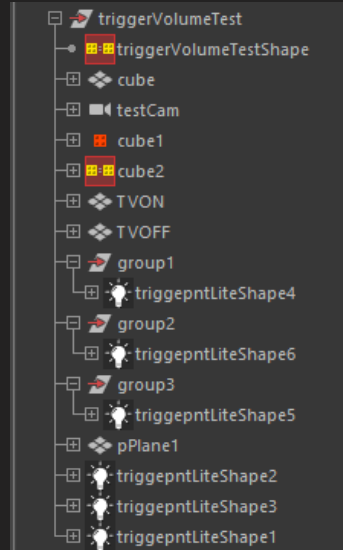 triggerVolumeTest
triggerVolumeTestShape
cube
testCam
cube1
cube2
TVON
TVOFF
group1
triggepntLiteShape4
group2
triggepntLiteShape6
group3
triggepntLiteShape5
pPlane1
triggepntLiteShape2
triggepntLiteShape3
triggepntLiteShape1